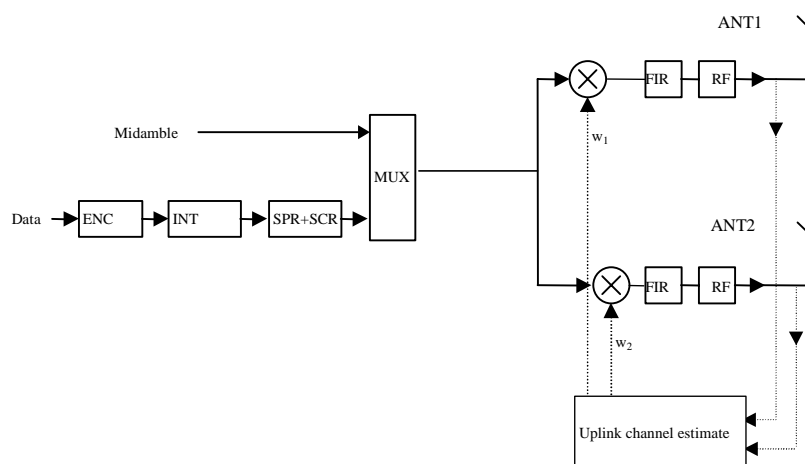 ANT1
FIR
RF
Midamble
w1
MUX
Data
ENC
INT
SPR+SCR
ANT2
FIR
RF
w2
Uplink channel estimate